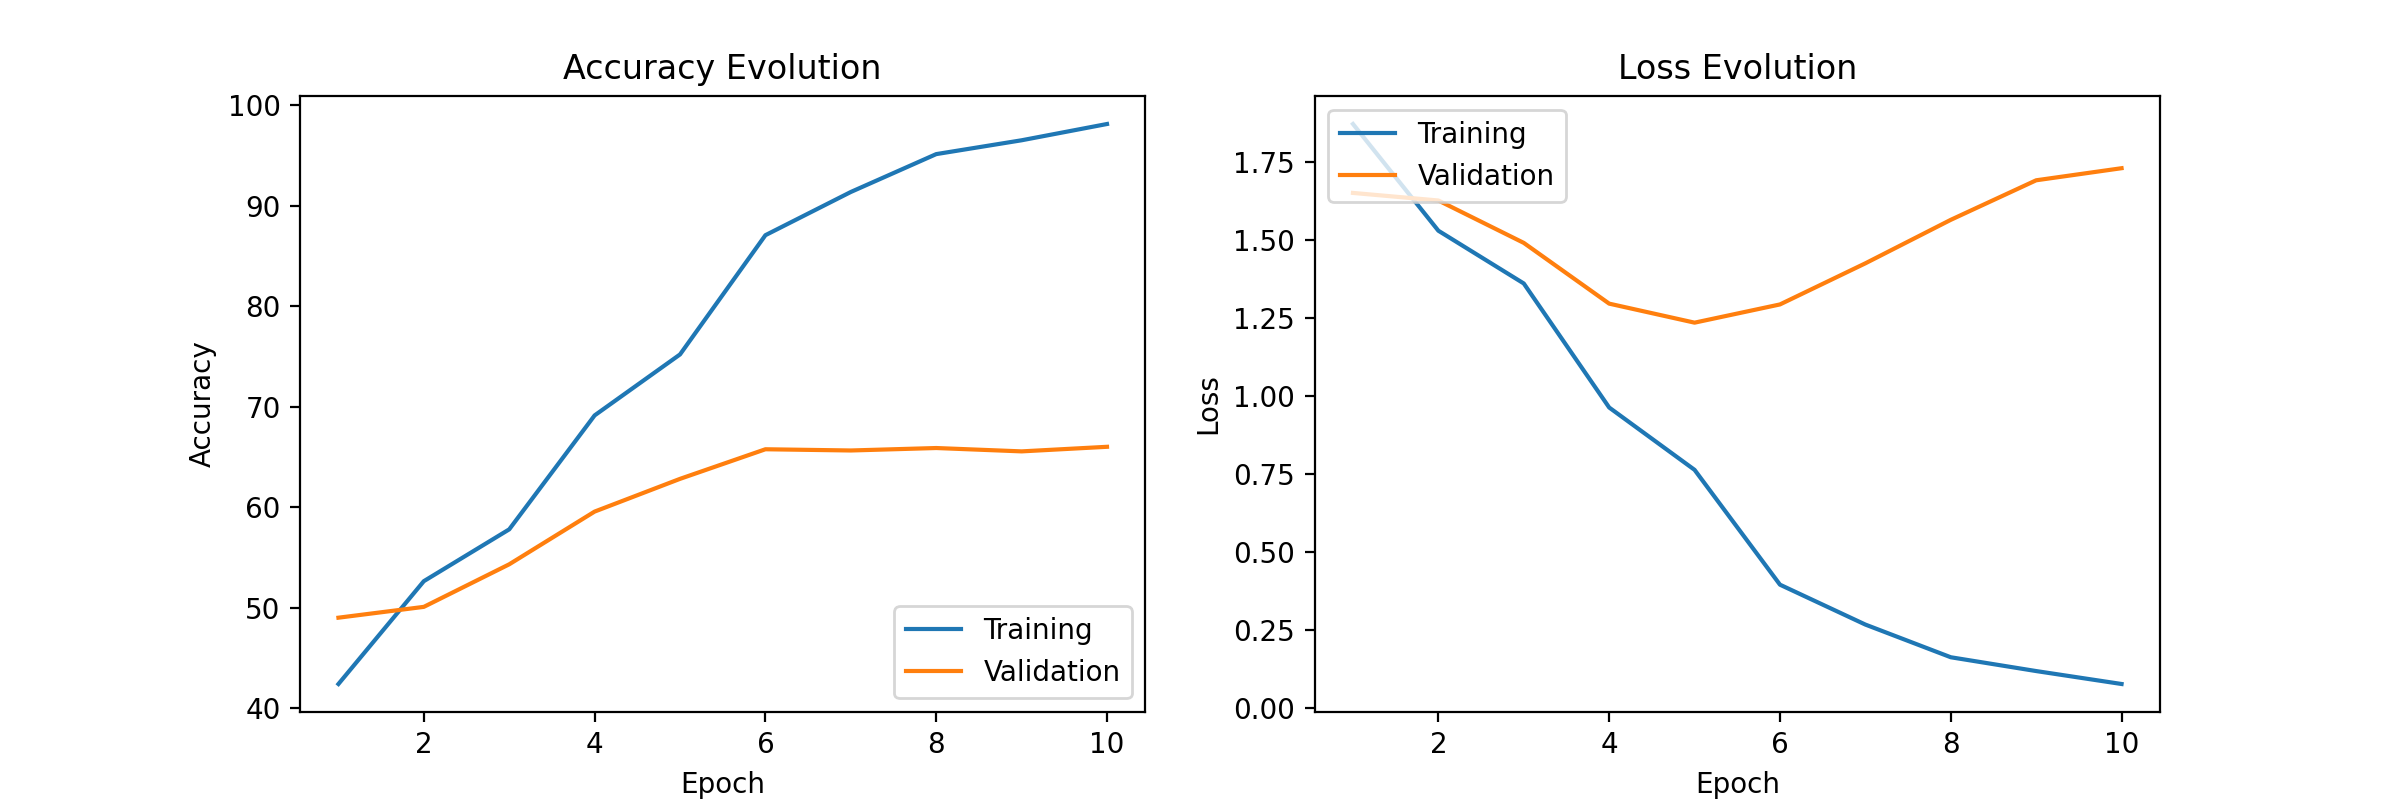 Accuracy Evolution
100
90
80
70
60
50
40
Accuracy
2 4 6 8 10
Epoch
Training
Validation
Loss Evolution
1.75
1.50
1.25
1.00
0.75
0.50
0.25
0.00
Loss
2 4 6 8 10
Epoch
Training
Validation